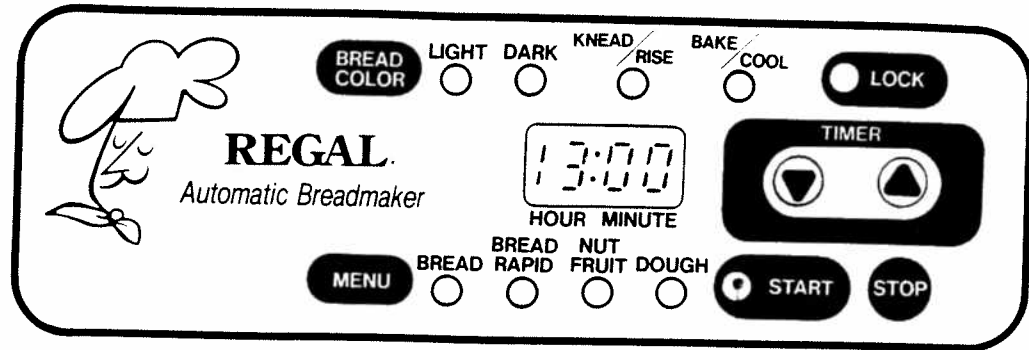 BREAD COLOR
LIGHT
DARK
KNEAD/RISE
BAKE/COOL
LOCK
TIMER
REGAL.
Automatic Breadmaker
13:00
HOUR MINUTE
MENU
BREAD
BREAD RAPID
NUT FRUIT
DOUGH
START
STOP